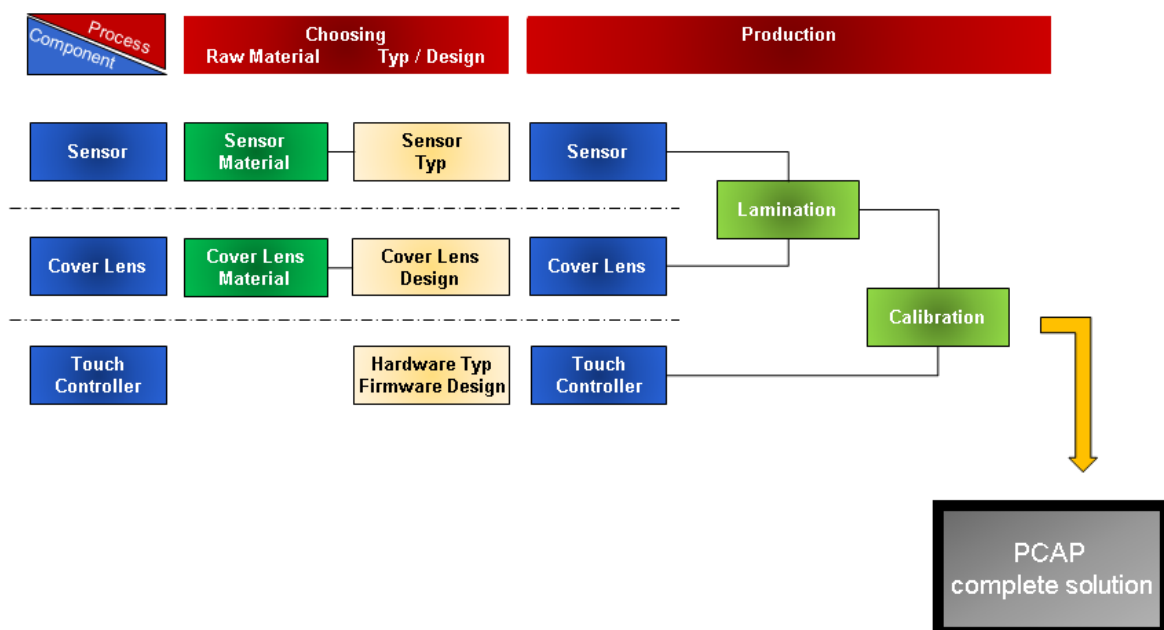 Process
Component
Choosing
Raw Material Typ / Design
Production
Sensor
Sensor
Material
Sensor
Typ
Sensor
Lamination
Cover Lens
Cover Lens
Material
Cover Lens
Design
Cover Lens
Calibration
Touch
Controller
Hardware Typ
Firmware Design
Touch
Controller
PCAP
complete solution